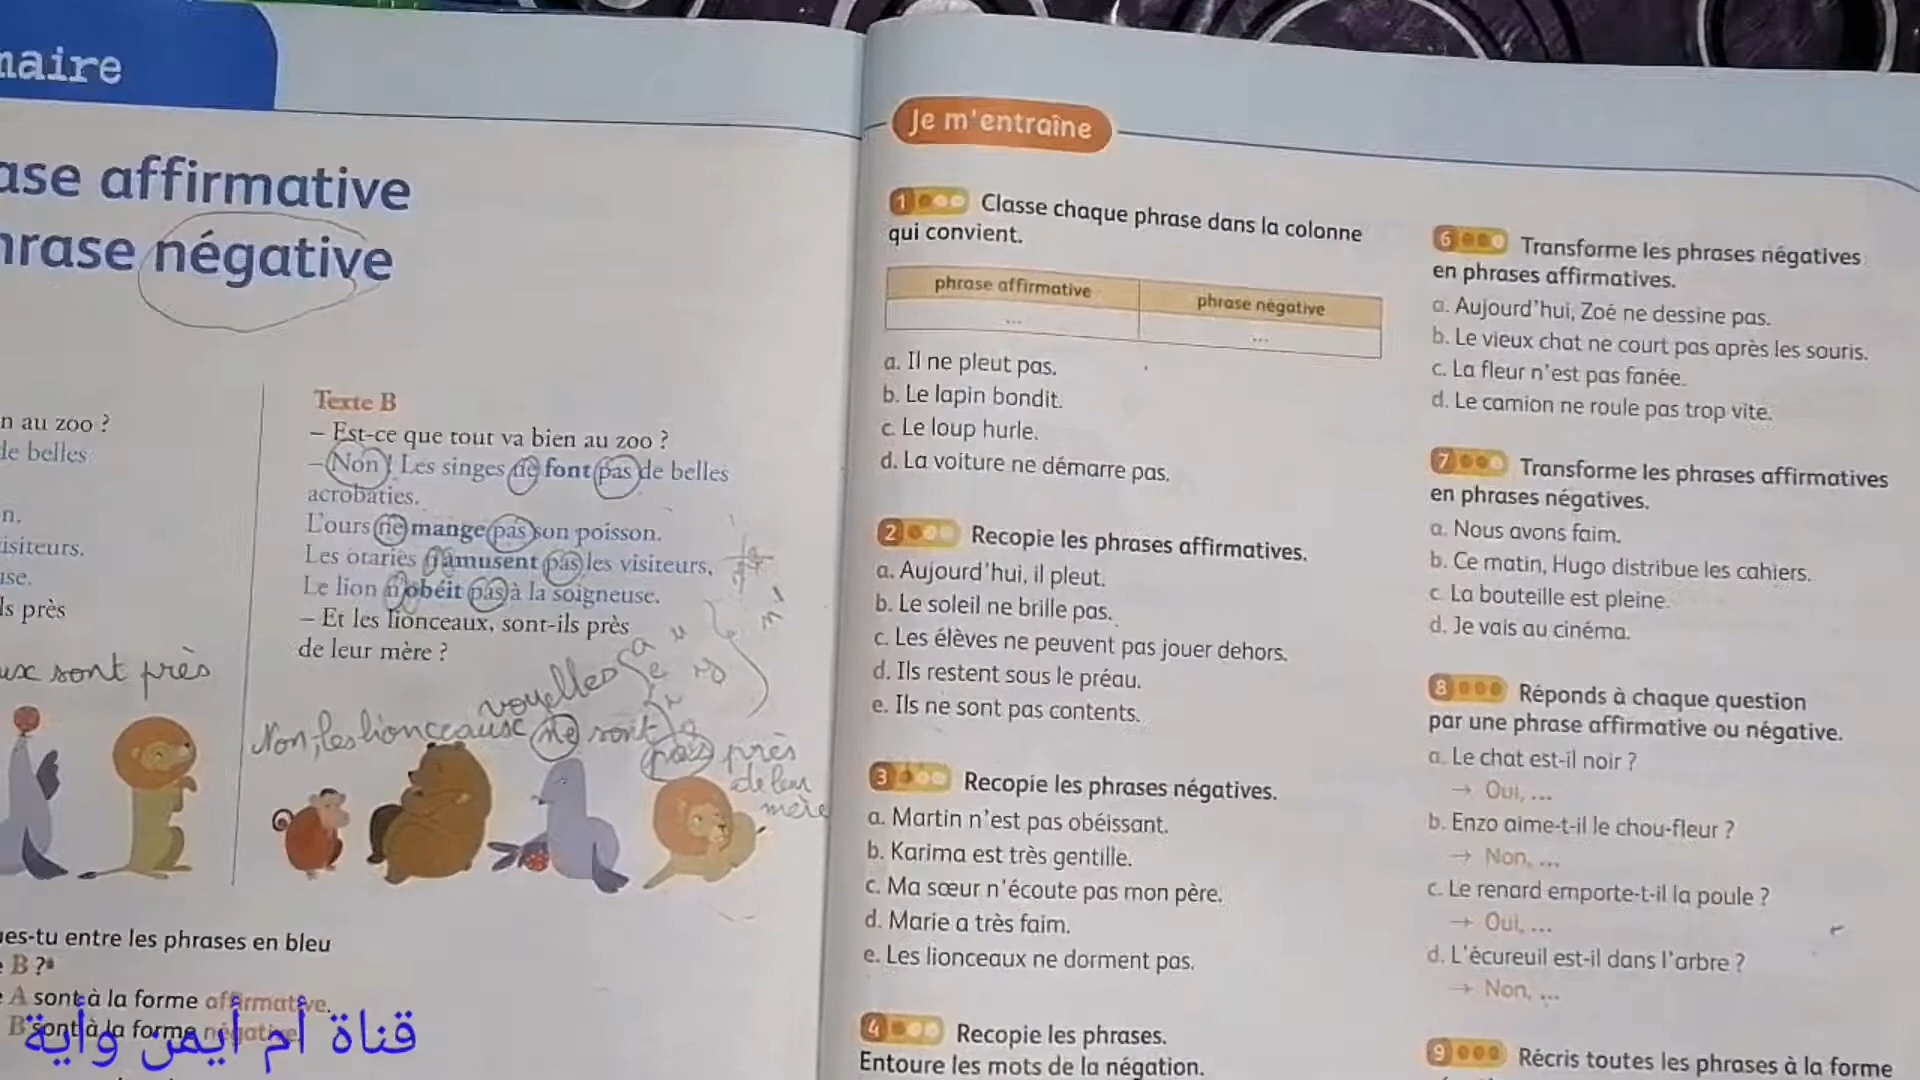 maire
ase affirmative
hrase négative
n au zoo ?
de belles
n.
isiteurs.
use.
ls près
ux sont près
Texte B
– Est-ce que tout va bien au zoo ?
– Non ! Les singes ne font pas de belles
acrobaties.
L'ours ne mange pas son poisson.
Les otaries n'amusent pas les visiteurs.
Le lion n'obéit pas à la soigneuse.
– Et les lionceaux, sont-ils près
de leur mère ?
voyelles
Non, les lionceaux ne sont
pas près
de leur
mère
ues-tu entre les phrases en bleu
e B ?
e A sont à la forme affirmative.
B sont à la forme négative
قناة أم أيمن وأية
Je m'entraîne
1 Classe chaque phrase dans la colonne
qui convient.
phrase affirmative phrase négative
... ...
a. Il ne pleut pas.
b. Le lapin bondit.
c. Le loup hurle.
d. La voiture ne démarre pas.
2 Recopie les phrases affirmatives.
a. Aujourd'hui, il pleut.
b. Le soleil ne brille pas.
c. Les élèves ne peuvent pas jouer dehors.
d. Ils restent sous le préau.
e. Ils ne sont pas contents.
3 Recopie les phrases négatives.
a. Martin n'est pas obéissant.
b. Karima est très gentille.
c. Ma sœur n'écoute pas mon père.
d. Marie a très faim.
e. Les lionceaux ne dorment pas.
4 Recopie les phrases.
Entoure les mots de la négation.
6 Transforme les phrases négatives
en phrases affirmatives.
a. Aujourd'hui, Zoé ne dessine pas.
b. Le vieux chat ne court pas après les souris.
c. La fleur n'est pas fanée.
d. Le camion ne roule pas trop vite.
7 Transforme les phrases affirmatives
en phrases négatives.
a. Nous avons faim.
b. Ce matin, Hugo distribue les cahiers.
c. La bouteille est pleine.
d. Je vais au cinéma.
8 Réponds à chaque question
par une phrase affirmative ou négative.
a. Le chat est-il noir ?
→ Oui, ...
b. Enzo aime-t-il le chou-fleur ?
→ Non, ...
c. Le renard emporte-t-il la poule ?
→ Oui, ...
d. L'écureuil est-il dans l'arbre ?
→ Non, ...
9 Récris toutes les phrases à la forme